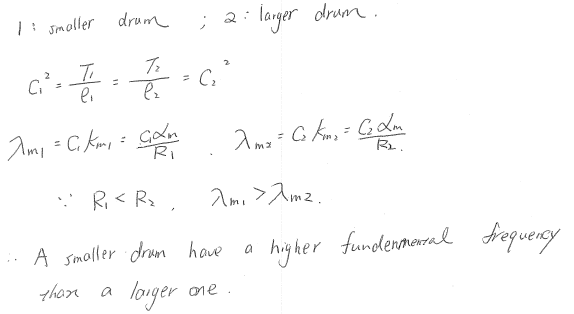 1 : smaller drum ; 2 : larger drum .
C₁² = T₁/ρ₁ = T₂/ρ₂ = C₂²
λm₁ = C₁ km₁ = C₁αm/R₁ . λm₂ = C₂ km₂ = C₂αm/R₂ .
∵ R₁ < R₂ , λm₁ > λm2 .
∴ A smaller drum have a higher fundenmental frequency
than a larger one .